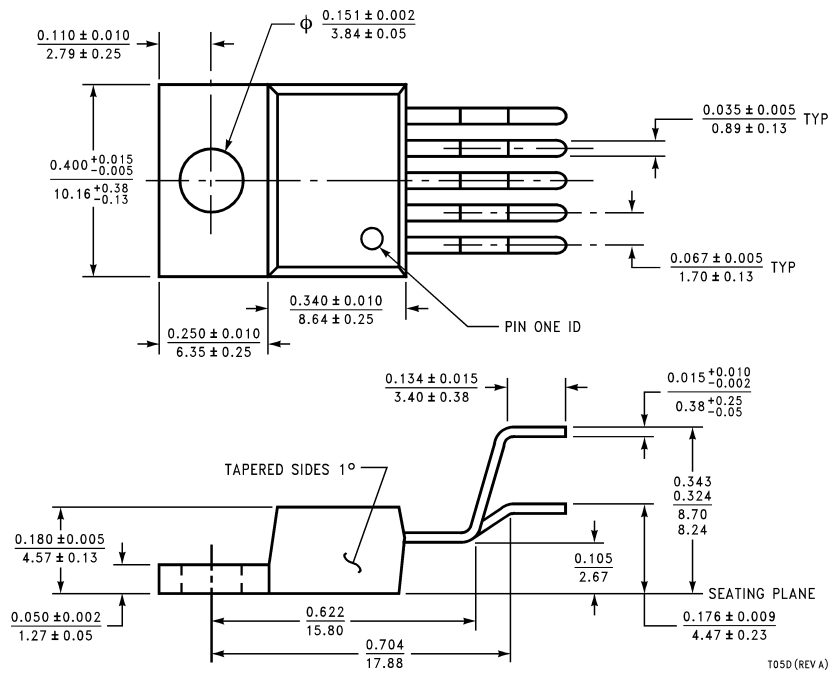 ϕ 0.151 ± 0.002
3.84 ± 0.05
0.110 ± 0.010
2.79 ± 0.25
0.035 ± 0.005 TYP
0.89 ± 0.13
0.400 +0.015 -0.005
10.16 +0.38 -0.13
0.067 ± 0.005 TYP
1.70 ± 0.13
0.340 ± 0.010
8.64 ± 0.25
PIN ONE ID
0.250 ± 0.010
6.35 ± 0.25
0.134 ± 0.015
3.40 ± 0.38
0.015 +0.010 -0.002
0.38 +0.25 -0.05
TAPERED SIDES 1°
0.343
0.324
8.70
8.24
0.180 ± 0.005
4.57 ± 0.13
0.105
2.67
SEATING PLANE
0.050 ± 0.002
1.27 ± 0.05
0.622
15.80
0.176 ± 0.009
4.47 ± 0.23
0.704
17.88
T05D (REV A)